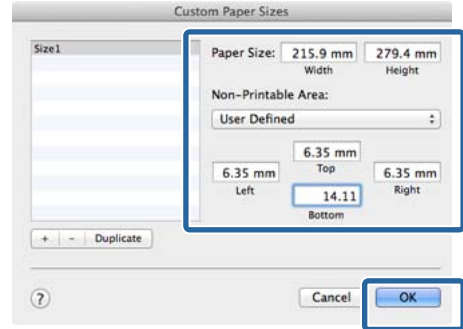 Custom Paper Sizes
Size1
Paper Size: 215.9 mm 279.4 mm
Width Height
Non-Printable Area:
User Defined
6.35 mm
Top
6.35 mm 6.35 mm
Left Right
14.11
Bottom
+ - Duplicate
? Cancel OK